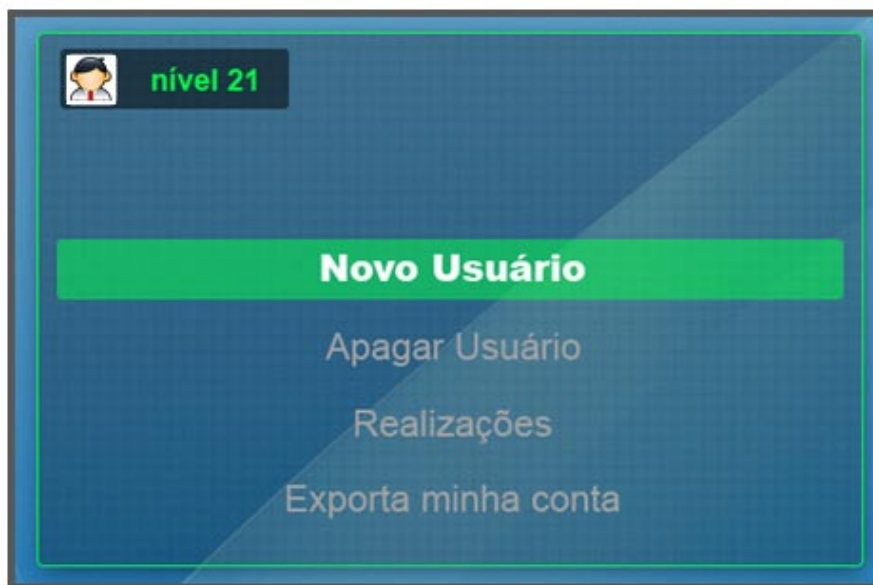 nível 21
Novo Usuário
Apagar Usuário
Realizações
Exporta minha conta